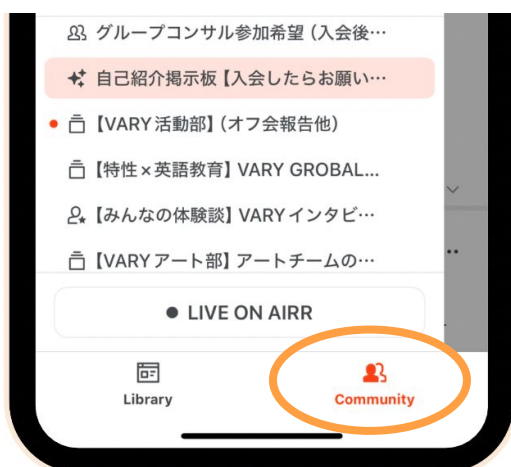 グループコンサル参加希望（入会後…
自己紹介掲示板【入会したらお願い…
【VARY活動部】（オフ会報告他）
【特性×英語教育】VARY GROBAL...
【みんなの体験談】VARYインタビ…
【VARYアート部】アートチームの…
LIVE ON AIRR
Library
Community